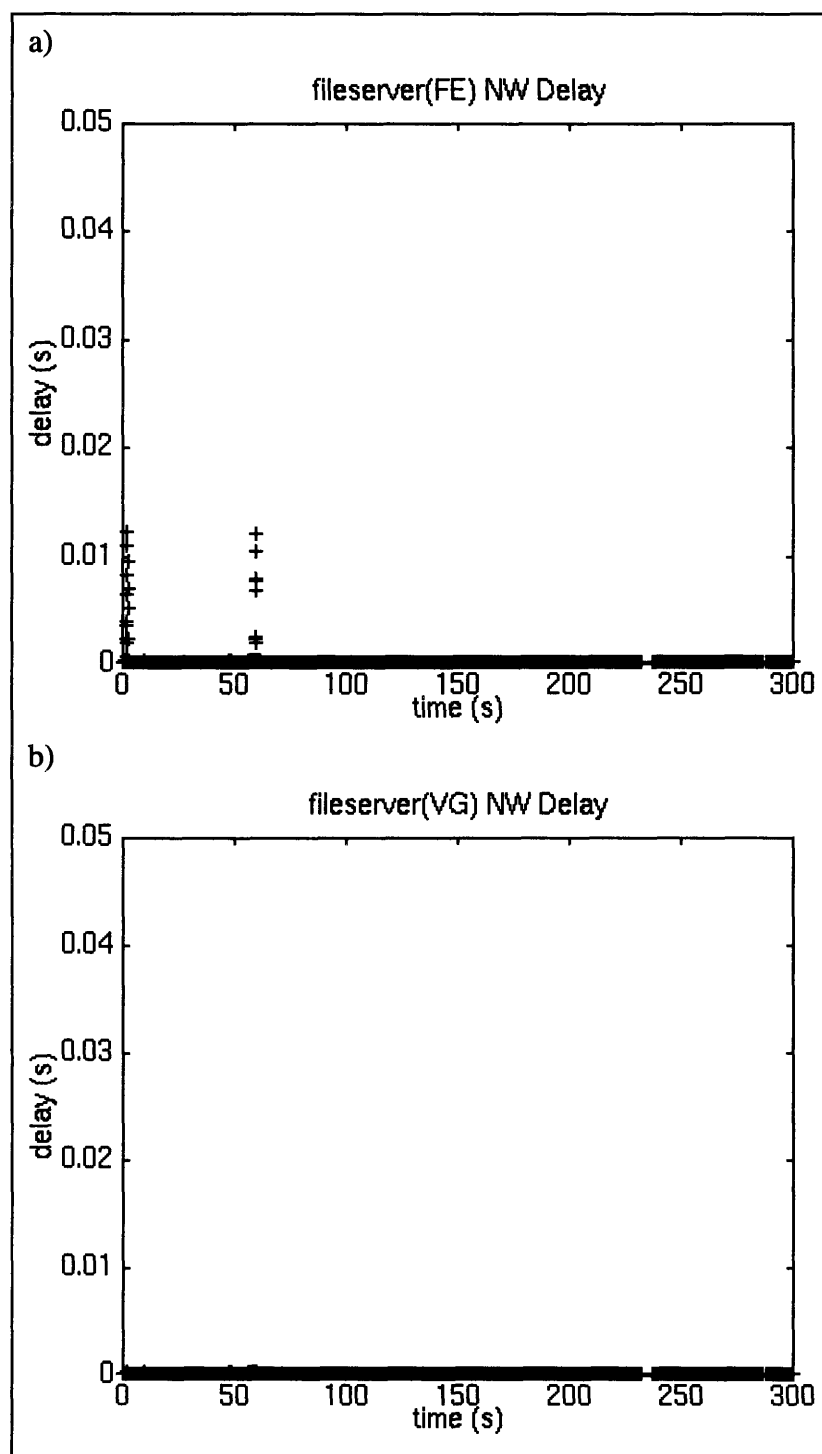 a)
fileserver(FE) NW Delay
0.05
0.04
0.03
0.02
0.01
0
delay (s)
0 50 100 150 200 250 300
time (s)
b)
fileserver(VG) NW Delay
0.05
0.04
0.03
0.02
0.01
0
delay (s)
0 50 100 150 200 250 300
time (s)